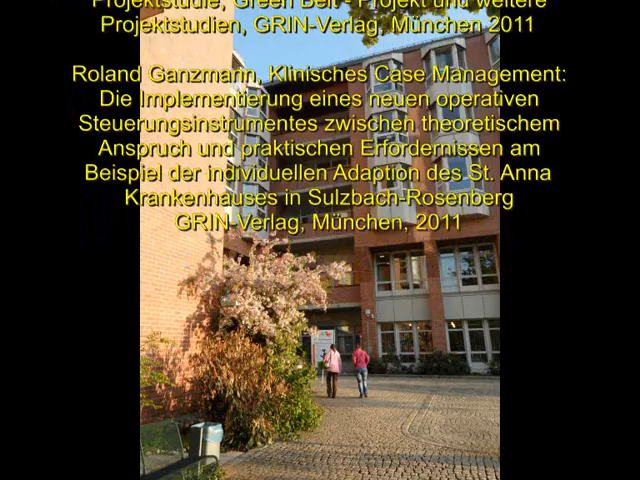 Projektstudie, Green Belt - Projekt und weitere
Projektstudien, GRIN-Verlag, München 2011
Roland Ganzmann, Klinisches Case Management:
Die Implementierung eines neuen operativen
Steuerungsinstrumentes zwischen theoretischem
Anspruch und praktischen Erfordernissen am
Beispiel der individuellen Adaption des St. Anna
Krankenhauses in Sulzbach-Rosenberg
GRIN-Verlag, München, 2011